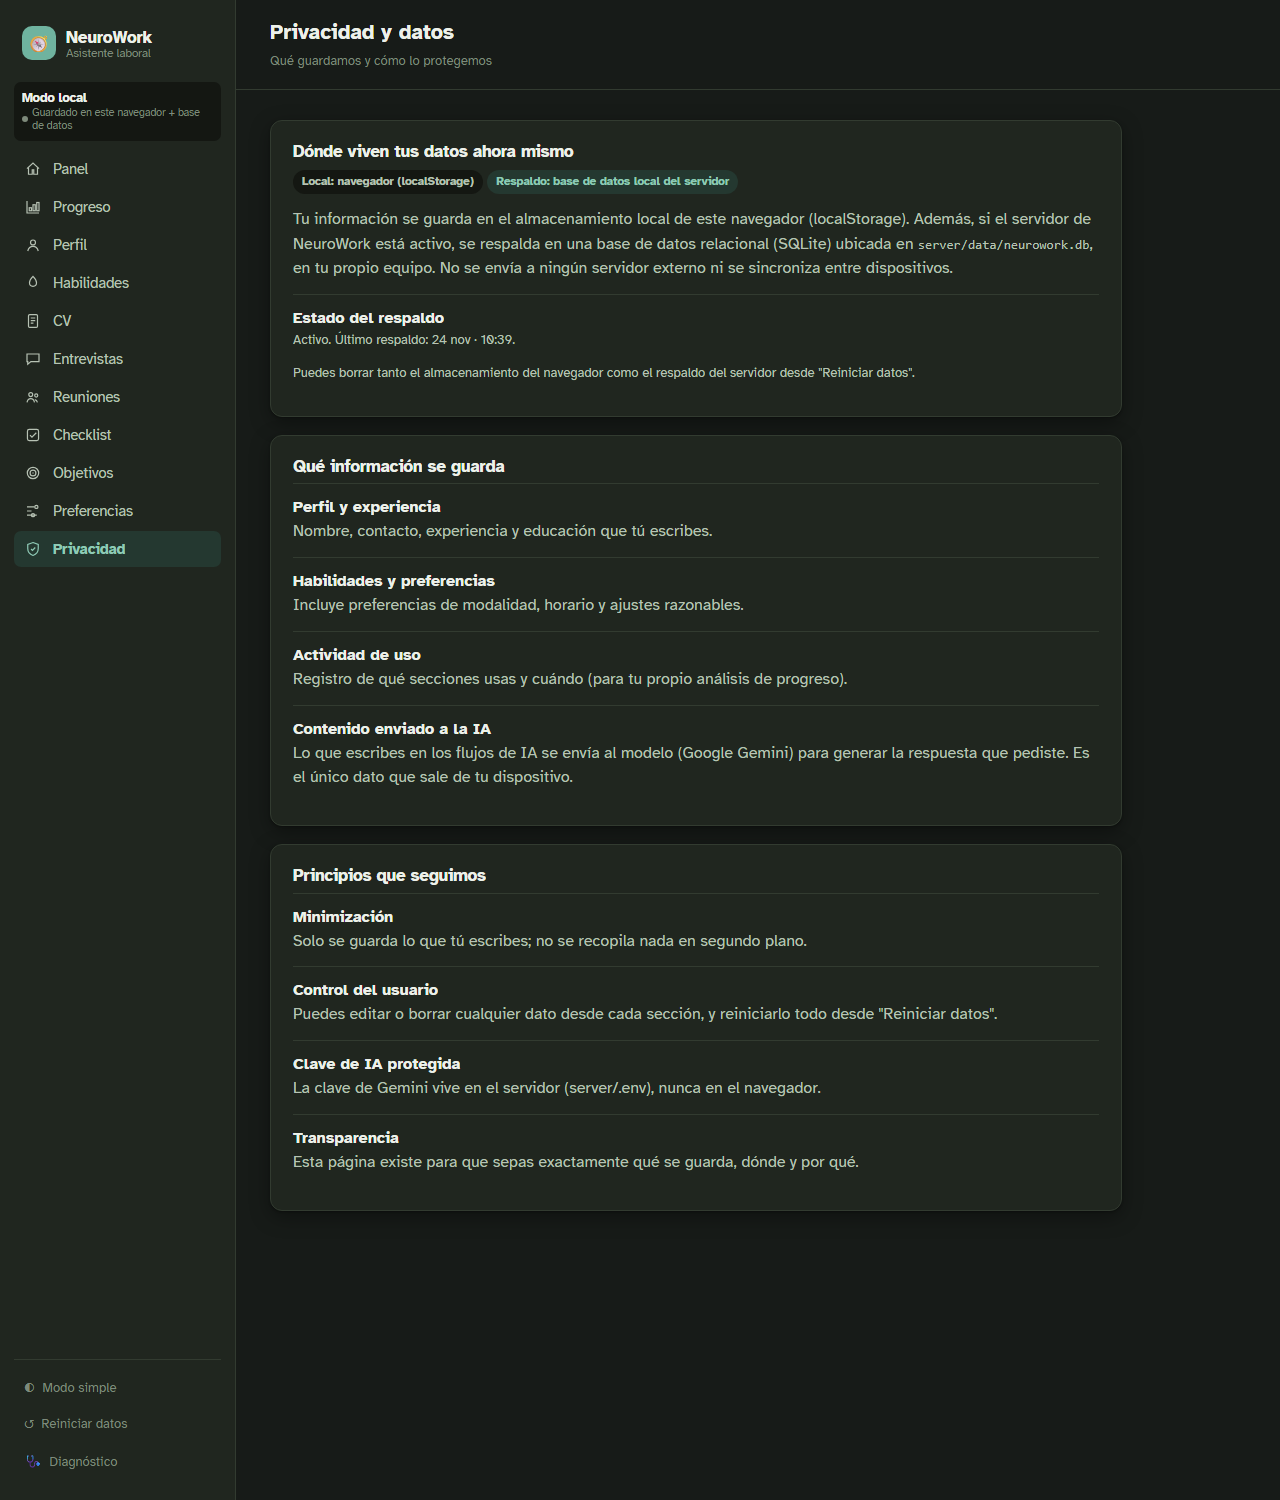 NeuroWork
Asistente laboral
Modo local
Guardado en este navegador + base
de datos
Panel
Progreso
Perfil
Habilidades
CV
Entrevistas
Reuniones
Checklist
Objetivos
Preferencias
Privacidad
Modo simple
Reiniciar datos
Diagnóstico
Privacidad y datos
Qué guardamos y cómo lo protegemos
Dónde viven tus datos ahora mismo
Local: navegador (localStorage) Respaldo: base de datos local del servidor
Tu información se guarda en el almacenamiento local de este navegador (localStorage). Además, si el servidor de
NeuroWork está activo, se respalda en una base de datos relacional (SQLite) ubicada en server/data/neurowork.db,
en tu propio equipo. No se envía a ningún servidor externo ni se sincroniza entre dispositivos.
Estado del respaldo
Activo. Último respaldo: 24 nov · 10:39.
Puedes borrar tanto el almacenamiento del navegador como el respaldo del servidor desde "Reiniciar datos".
Qué información se guarda
Perfil y experiencia
Nombre, contacto, experiencia y educación que tú escribes.
Habilidades y preferencias
Incluye preferencias de modalidad, horario y ajustes razonables.
Actividad de uso
Registro de qué secciones usas y cuándo (para tu propio análisis de progreso).
Contenido enviado a la IA
Lo que escribes en los flujos de IA se envía al modelo (Google Gemini) para generar la respuesta que pediste. Es
el único dato que sale de tu dispositivo.
Principios que seguimos
Minimización
Solo se guarda lo que tú escribes; no se recopila nada en segundo plano.
Control del usuario
Puedes editar o borrar cualquier dato desde cada sección, y reiniciarlo todo desde "Reiniciar datos".
Clave de IA protegida
La clave de Gemini vive en el servidor (server/.env), nunca en el navegador.
Transparencia
Esta página existe para que sepas exactamente qué se guarda, dónde y por qué.